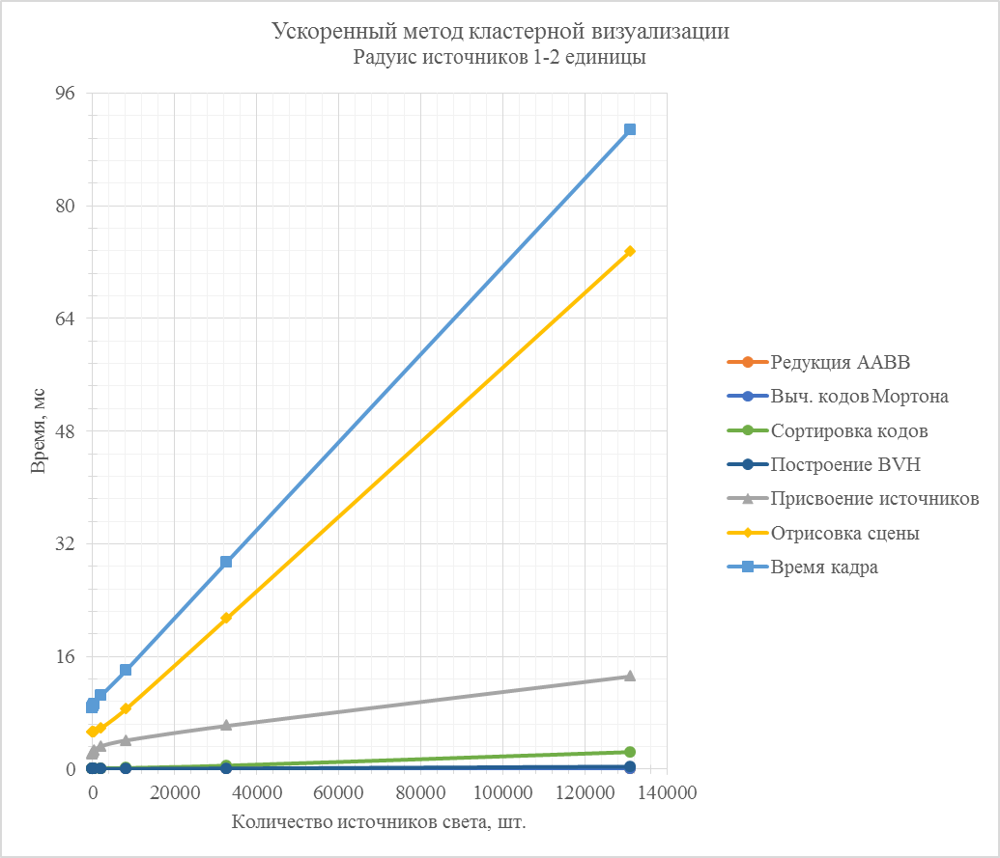 Ускоренный метод кластерной визуализации
Радуис источников 1-2 единицы
96
80
64
48
32
16
0
Время, мс
0 20000 40000 60000 80000 100000 120000 140000
Количество источников света, шт.
Редукция AABB
Выч. кодов Мортона
Сортировка кодов
Построение BVH
Присвоение источников
Отрисовка сцены
Время кадра